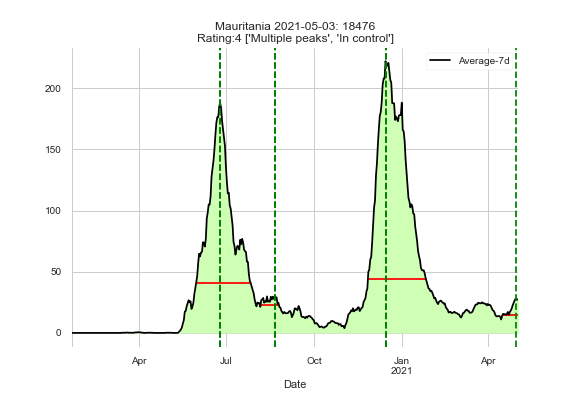 Mauritania 2021-05-03: 18476
Rating:4 ['Multiple peaks', 'In control']
Average-7d
200
150
100
50
0
Apr
Jul
Oct
Jan
2021
Apr
Date